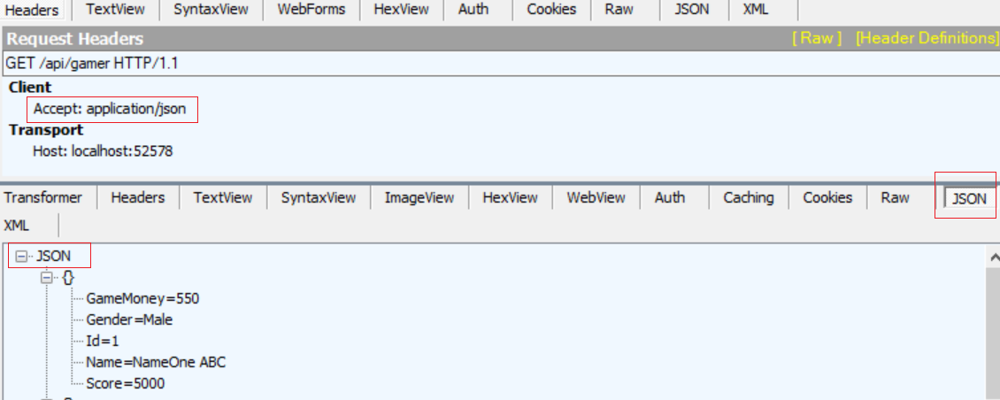 Headers TextView SyntaxView WebForms HexView Auth Cookies Raw JSON XML
Request Headers [ Raw ] [Header Definitions]
GET /api/gamer HTTP/1.1
Client
Accept: application/json
Transport
Host: localhost:52578
Transformer Headers TextView SyntaxView ImageView HexView WebView Auth Caching Cookies Raw JSON
XML
JSON
{}
GameMoney=550
Gender=Male
Id=1
Name=NameOne ABC
Score=5000